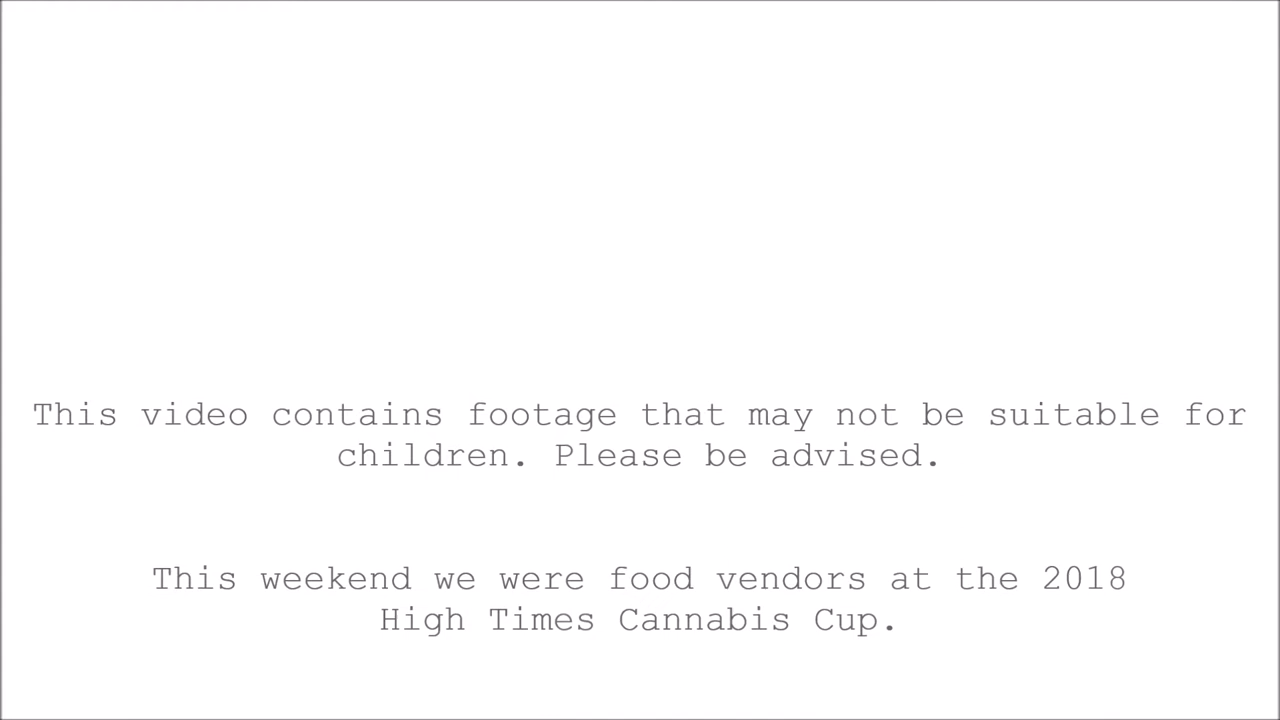 This video contains footage that may not be suitable for
children. Please be advised.
This weekend we were food vendors at the 2018
High Times Cannabis Cup.